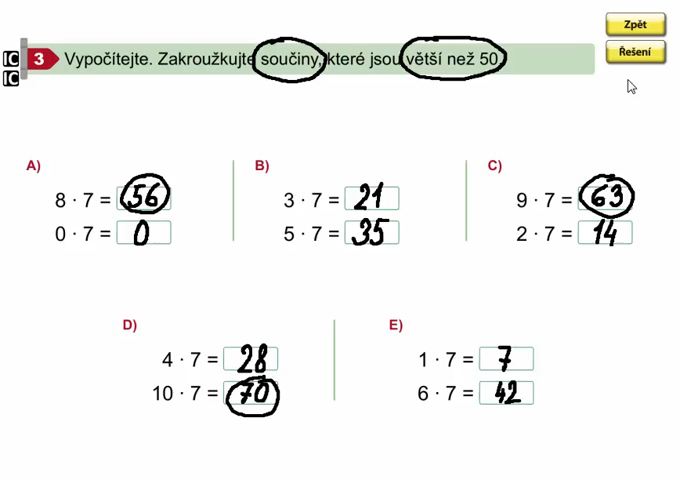 Zpět
3 Vypočítejte. Zakroužkujte součiny, které jsou větší než 50.
Řešení
A)
8 · 7 = 56
0 · 7 = 0
B)
3 · 7 = 21
5 · 7 = 35
C)
9 · 7 = 63
2 · 7 = 14
D)
4 · 7 = 28
10 · 7 = 70
E)
1 · 7 = 7
6 · 7 = 42